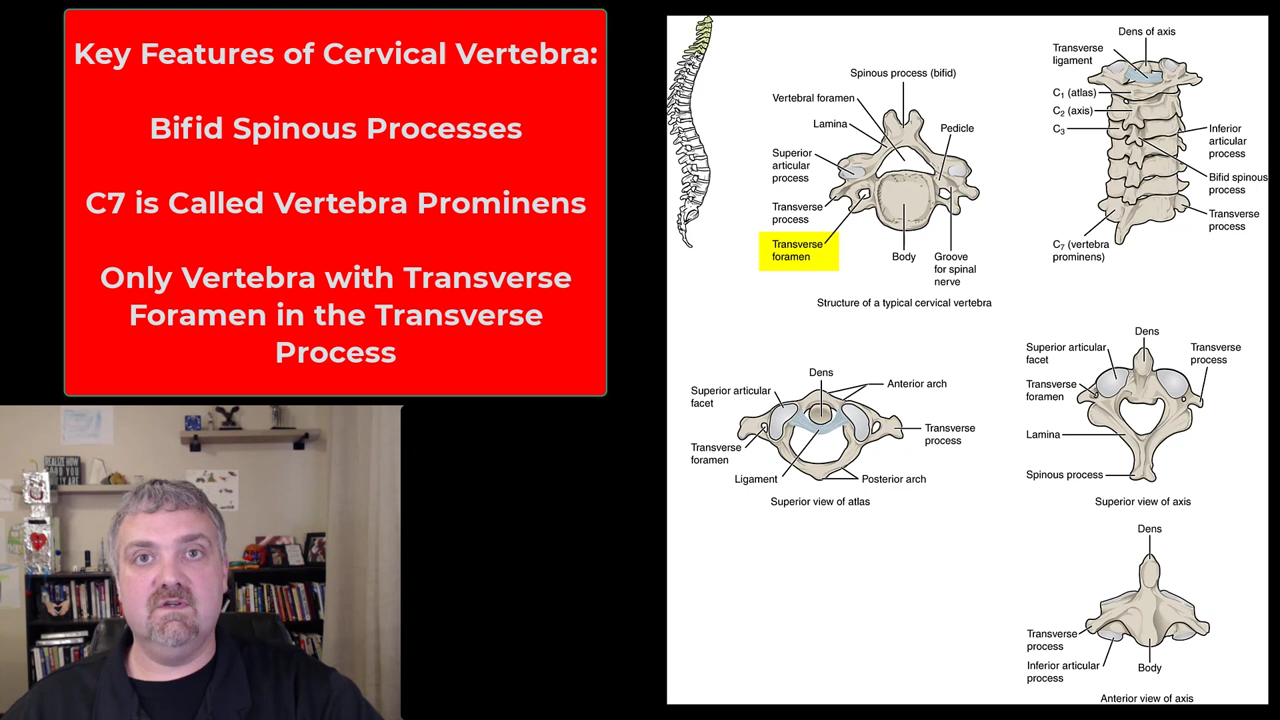 Key Features of Cervical Vertebra:
Bifid Spinous Processes
C7 is Called Vertebra Prominens
Only Vertebra with Transverse
Foramen in the Transverse
Process
Spinous process (bifid)
Vertebral foramen
Lamina
Pedicle
Superior
articular
process
Transverse
process
Transverse
foramen
Body
Groove
for spinal
nerve
Structure of a typical cervical vertebra
Dens of axis
Transverse
ligament
C1 (atlas)
C2 (axis)
C3
Inferior
articular
process
Bifid spinous
process
Transverse
process
C7 (vertebra
prominens)
Dens
Superior articular
facet
Anterior arch
Transverse
process
Transverse
foramen
Ligament
Posterior arch
Superior view of atlas
Dens
Superior articular
facet
Transverse
process
Transverse
foramen
Lamina
Spinous process
Superior view of axis
Dens
Transverse
process
Inferior articular
process
Body
Anterior view of axis
REALIZE HOW
GOOD YOU